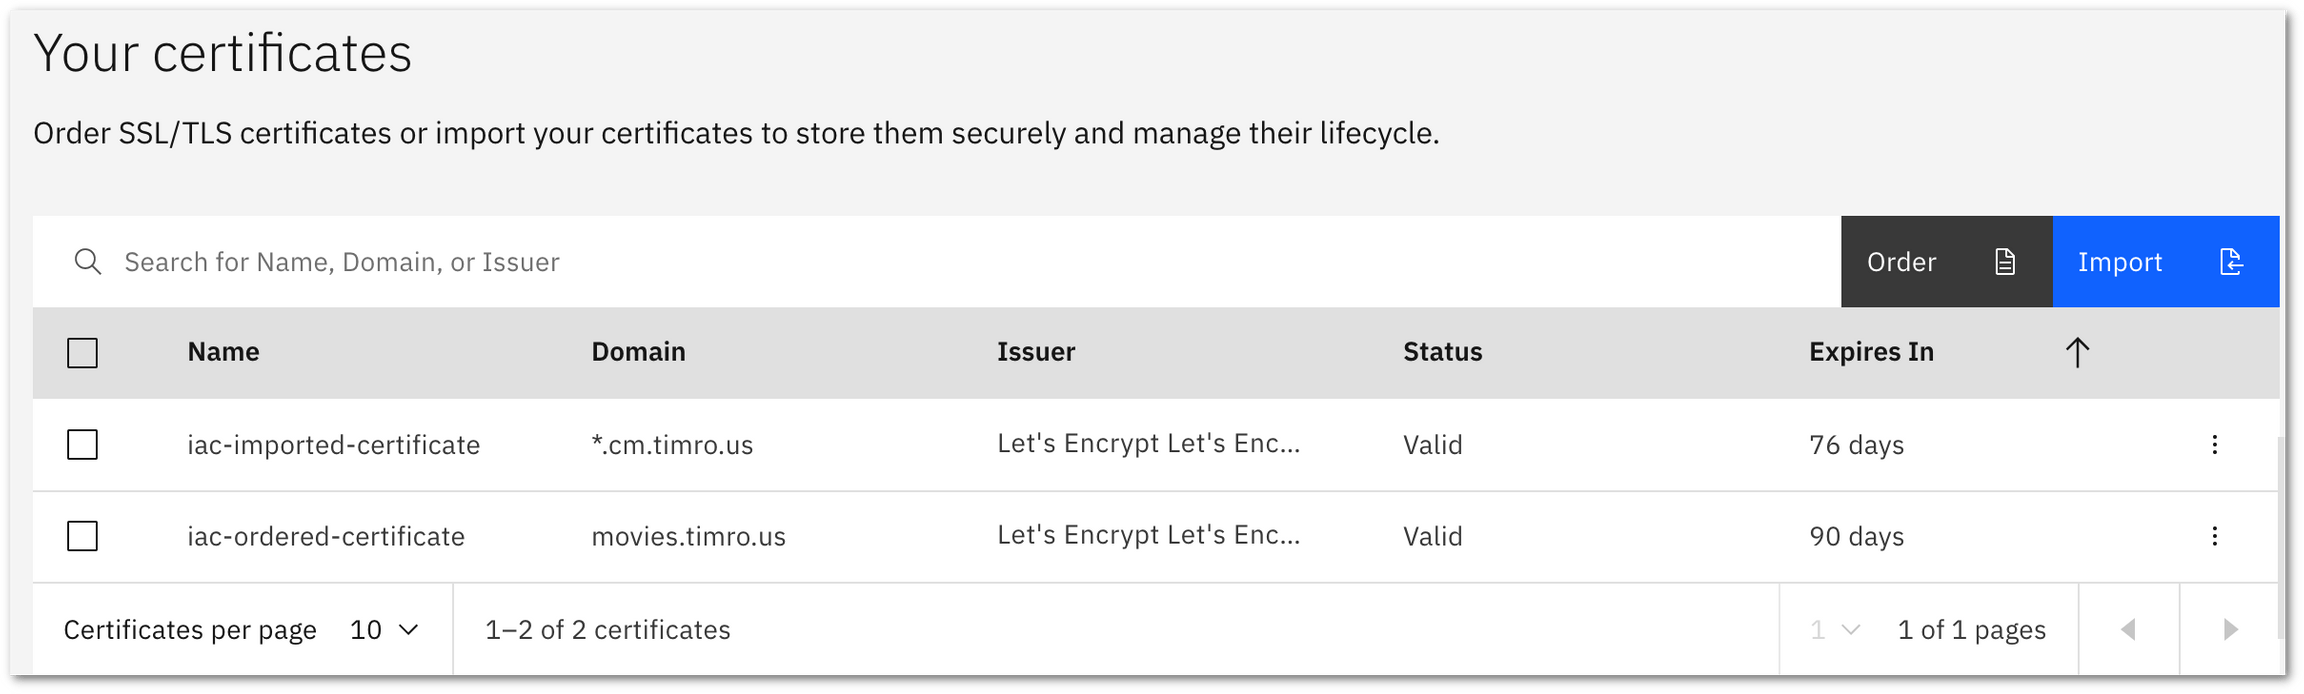 Your certificates
Order SSL/TLS certificates or import your certificates to store them securely and manage their lifecycle.
Search for Name, Domain, or Issuer Order Import
Name Domain Issuer Status Expires In
iac-imported-certificate *.cm.timro.us Let's Encrypt Let's Enc... Valid 76 days
iac-ordered-certificate movies.timro.us Let's Encrypt Let's Enc... Valid 90 days
Certificates per page 10 1–2 of 2 certificates 1 1 of 1 pages